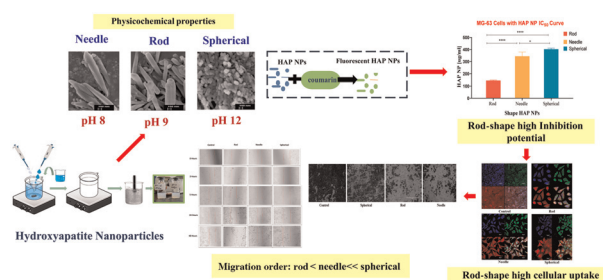 Physicochemical properties
Needle
Rod
Spherical
pH 8
pH 9
pH 12
HAP NPs
coumarin
Fluorescent HAP NPs
MG-63 Cells with HAP NP IC50 Curve
Rod
Needle
Spherical
HAP NP [µg/ml]
****
****
*
Rod
Needle
Spherical
Shape HAP NPs
Rod-shape high Inhibition
potential
Hydroxyapatite Nanoparticles
Control
Spherical
Rod
Needle
Control
Rod
Needle
Spherical
Migration order: rod < needle<< spherical
Rod-shape high cellular uptake